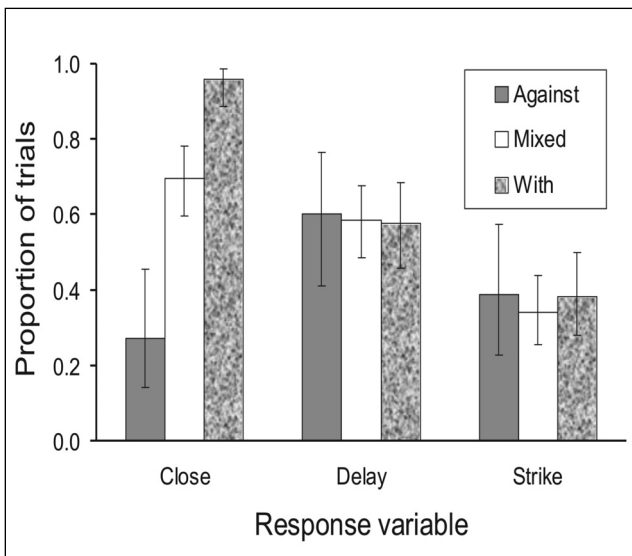 Proportion of trials
1.0
0.8
0.6
0.4
0.2
0.0
Against
Mixed
With
Close Delay Strike
Response variable